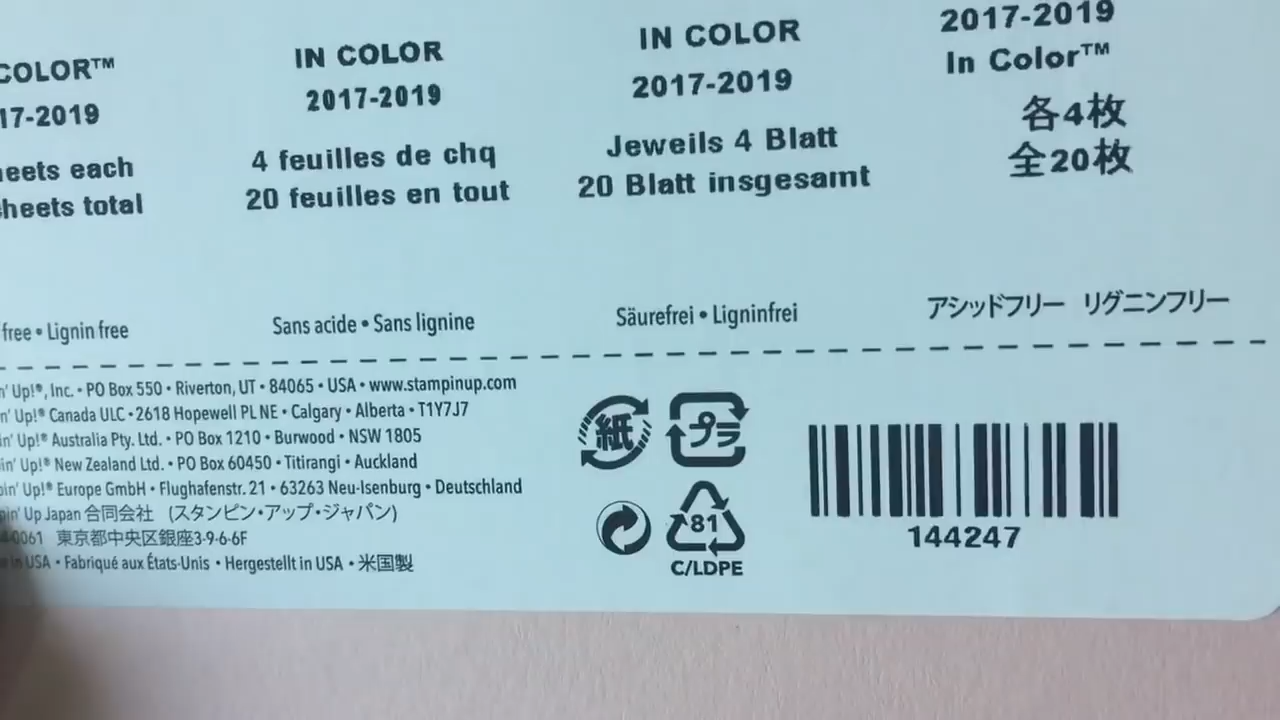 COLOR™
17-2019
eets each
heets total
IN COLOR
2017-2019
4 feuilles de chq
20 feuilles en tout
IN COLOR
2017-2019
Jeweils 4 Blatt
20 Blatt insgesamt
2017-2019
In Color™
各4枚
全20枚
free • Lignin free
Sans acide • Sans lignine
Säurefrei • Ligninfrei
アシッドフリー リグニンフリー
n' Up!®, Inc. • PO Box 550 • Riverton, UT • 84065 • USA • www.stampinup.com
n' Up!® Canada ULC • 2618 Hopewell PL NE • Calgary • Alberta • T1Y7J7
in' Up!® Australia Pty. Ltd. • PO Box 1210 • Burwood • NSW 1805
in' Up!® New Zealand Ltd. • PO Box 60450 • Titirangi • Auckland
pin' Up!® Europe GmbH • Flughafenstr. 21 • 63263 Neu-Isenburg • Deutschland
pin' Up Japan 合同会社 (スタンピン・アップ・ジャパン)
4-0061 東京都中央区銀座3-9-6-6F
in USA • Fabriqué aux États-Unis • Hergestellt in USA • 米国製
紙
プラ
81
C/LDPE
144247